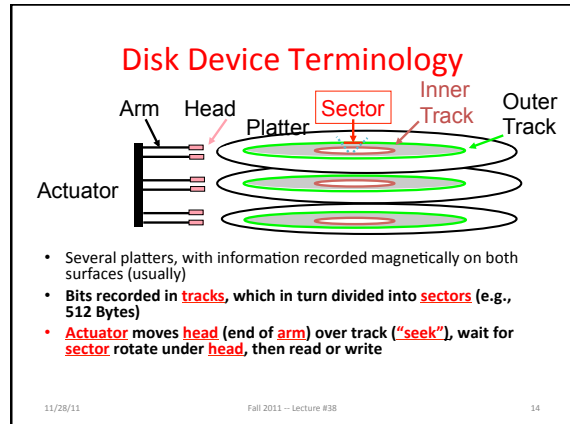 Disk Device Terminology
Arm Head Sector Inner Track Outer Track
Platter
Actuator
• Several platters, with information recorded magnetically on both
surfaces (usually)
• Bits recorded in tracks, which in turn divided into sectors (e.g.,
512 Bytes)
• Actuator moves head (end of arm) over track (“seek”), wait for
sector rotate under head, then read or write
11/28/11 Fall 2011 -- Lecture #38 14